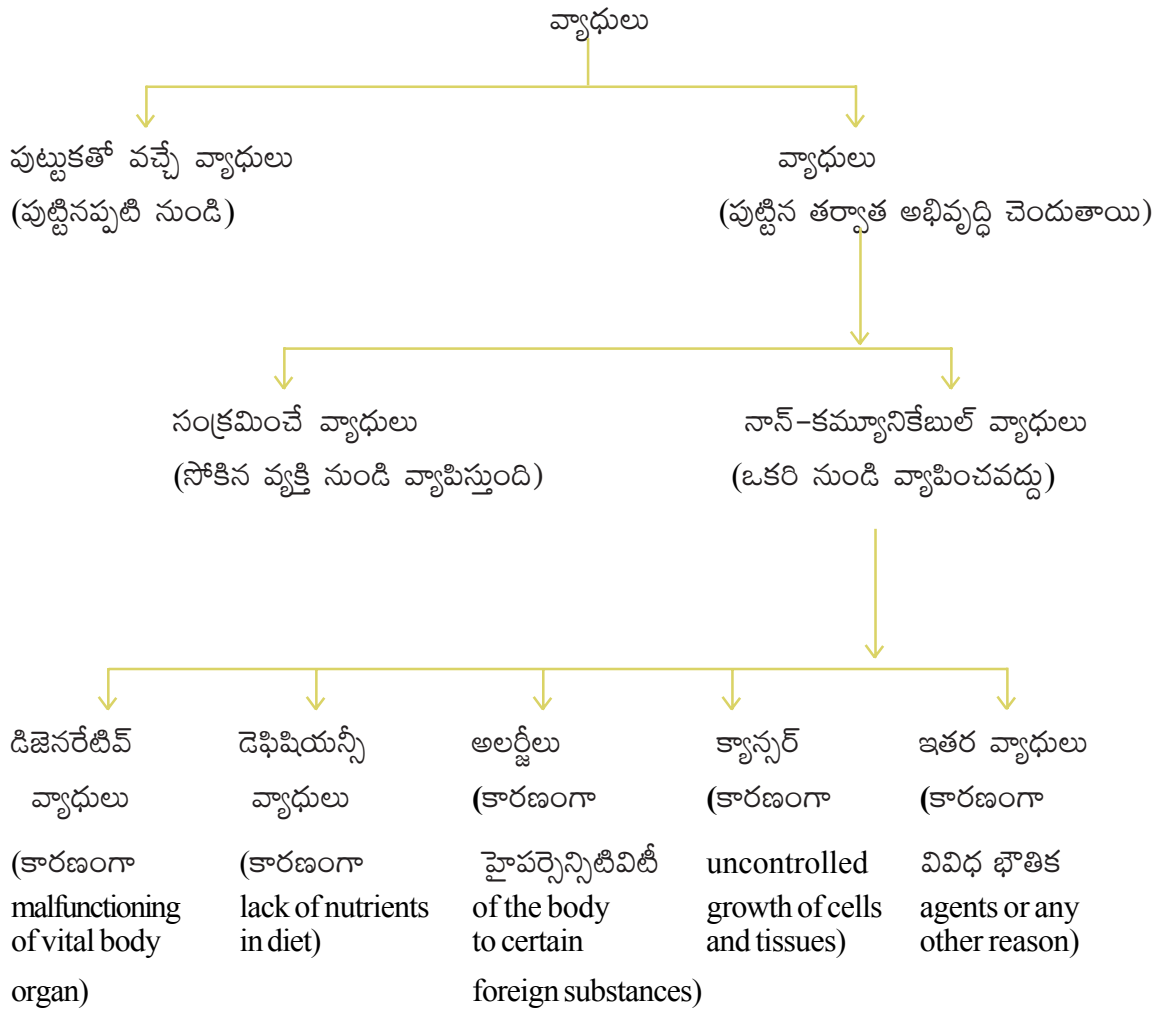 వ్యాధులు
పుట్టుకతో వచ్చే వ్యాధులు
(పుట్టినప్పటి నుండి)
వ్యాధులు
(పుట్టిన తర్వాత అభివృద్ధి చెందుతాయి)
సంక్రమించే వ్యాధులు
(సోకిన వ్యక్తి నుండి వ్యాపిస్తుంది)
నాన్-కమ్యూనికేబుల్ వ్యాధులు
(ఒకరి నుండి వ్యాపించవద్దు)
డిజెనరేటివ్
వ్యాధులు
(కారణంగా
malfunctioning
of vital body
organ)
డెఫిషియన్సీ
వ్యాధులు
(కారణంగా
lack of nutrients
in diet)
అలర్జీలు
(కారణంగా
హైపర్సెన్సిటివిటీ
of the body
to certain
foreign substances)
క్యాన్సర్
(కారణంగా
uncontrolled
growth of cells
and tissues)
ఇతర వ్యాధులు
(కారణంగా
వివిధ భౌతిక
agents or any
other reason)